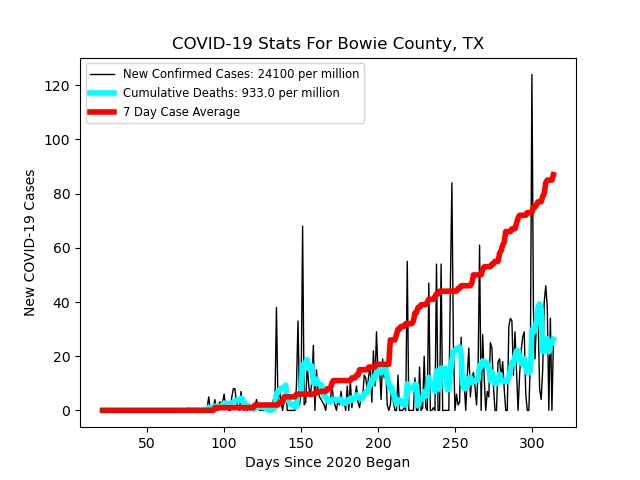 COVID-19 Stats For Bowie County, TX
New Confirmed Cases: 24100 per million
Cumulative Deaths: 933.0 per million
7 Day Case Average
New COVID-19 Cases
120
100
80
60
40
20
0
50 100 150 200 250 300
Days Since 2020 Began